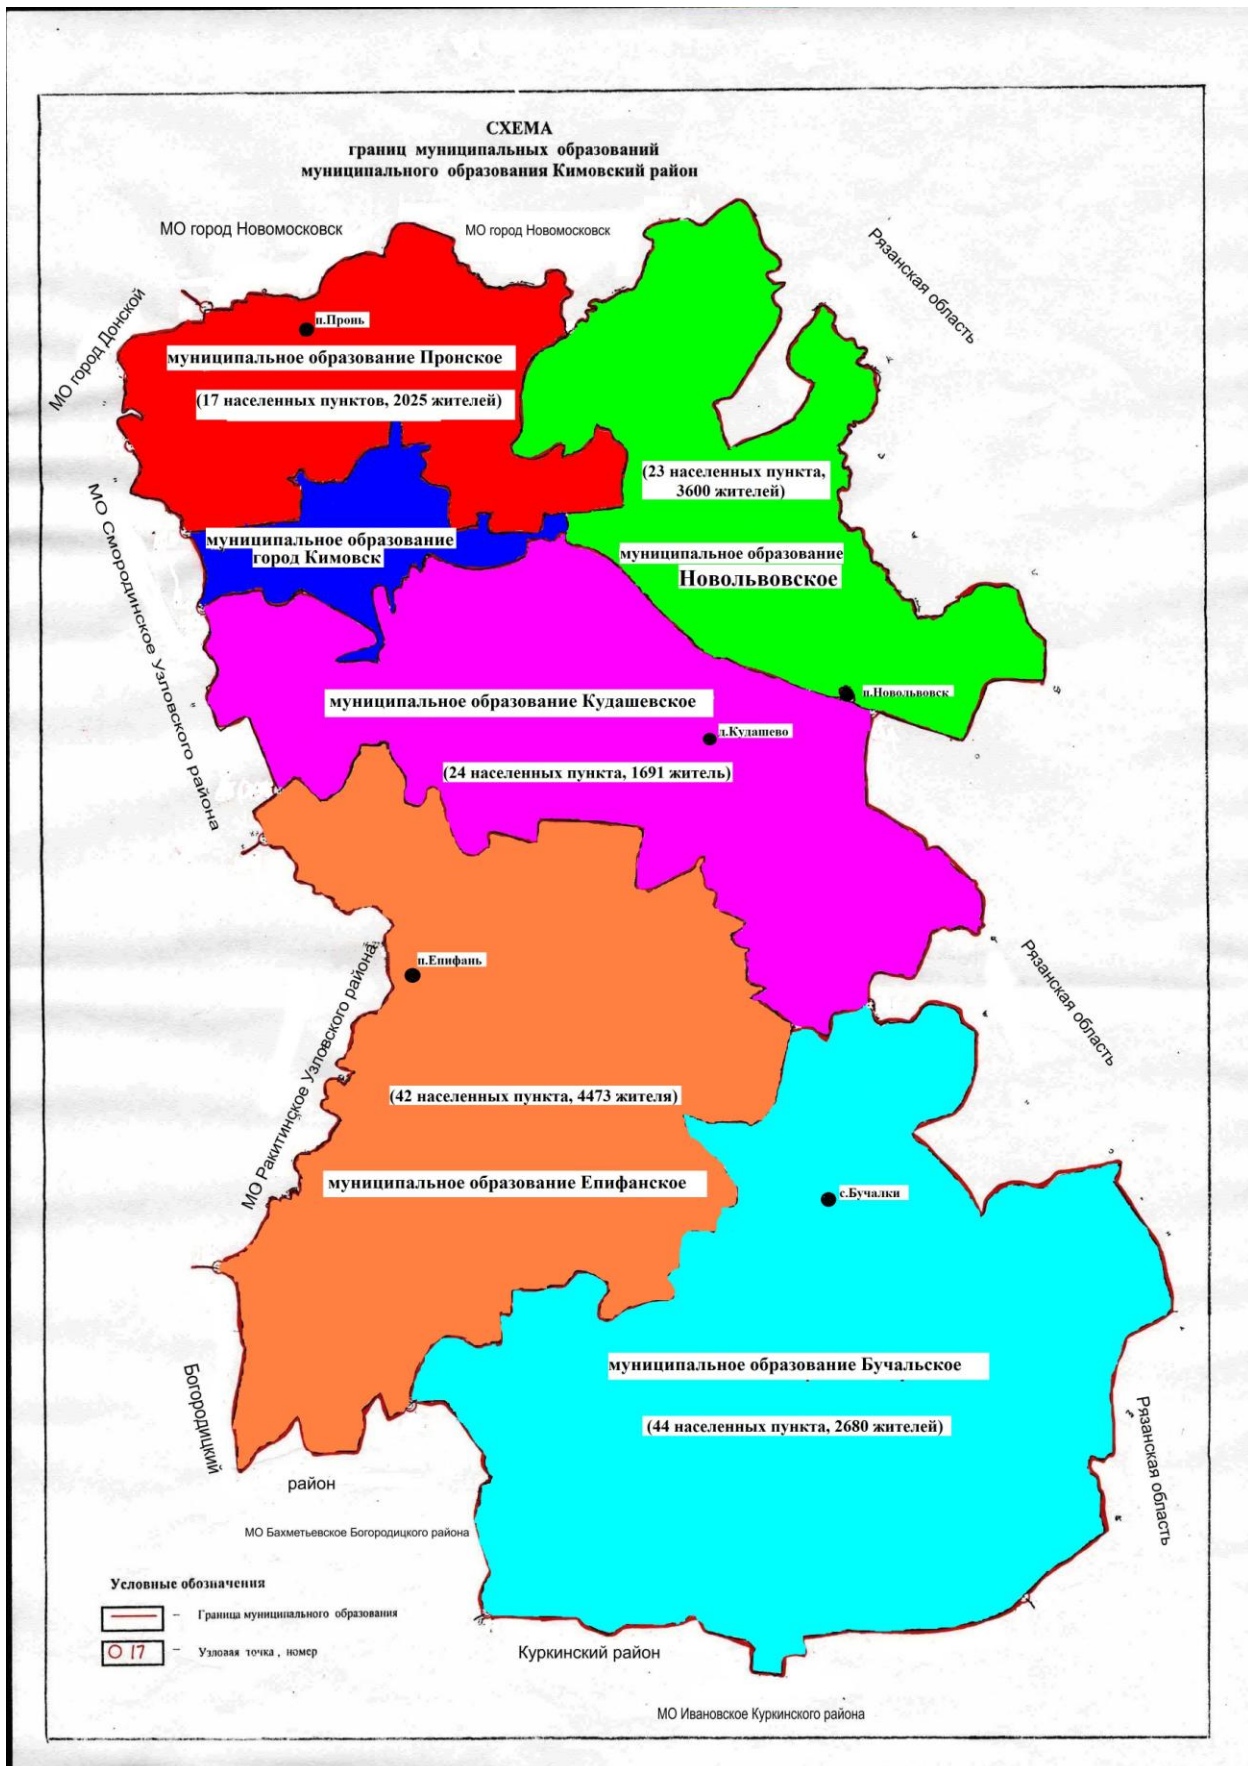 СХЕМА
границ муниципальных образований
муниципального образования Кимовский район
МО город Новомосковск
МО город Новомосковск
Рязанская область
МО город Донской
п.Пронь
муниципальное образование Пронское
(17 населенных пунктов, 2025 жителей)
(23 населенных пункта,
3600 жителей)
МО Смородинское Узловского района
муниципальное образование
город Кимовск
муниципальное образование
Новольвовское
п.Новольвовск
муниципальное образование Кудашевское
д.Кудашево
(24 населенных пункта, 1691 житель)
п.Епифань
Рязанская область
МО Ракитинское Узловского района
(42 населенных пункта, 4473 жителя)
муниципальное образование Епифанское
с.Бучалки
муниципальное образование Бучальское
(44 населенных пункта, 2680 жителей)
Рязанская область
Богородицкий
район
МО Бахметьевское Богородицкого района
Условные обозначения
– Граница муниципального образования
О 17 – Узловая точка, номер
Куркинский район
МО Ивановское Куркинского района